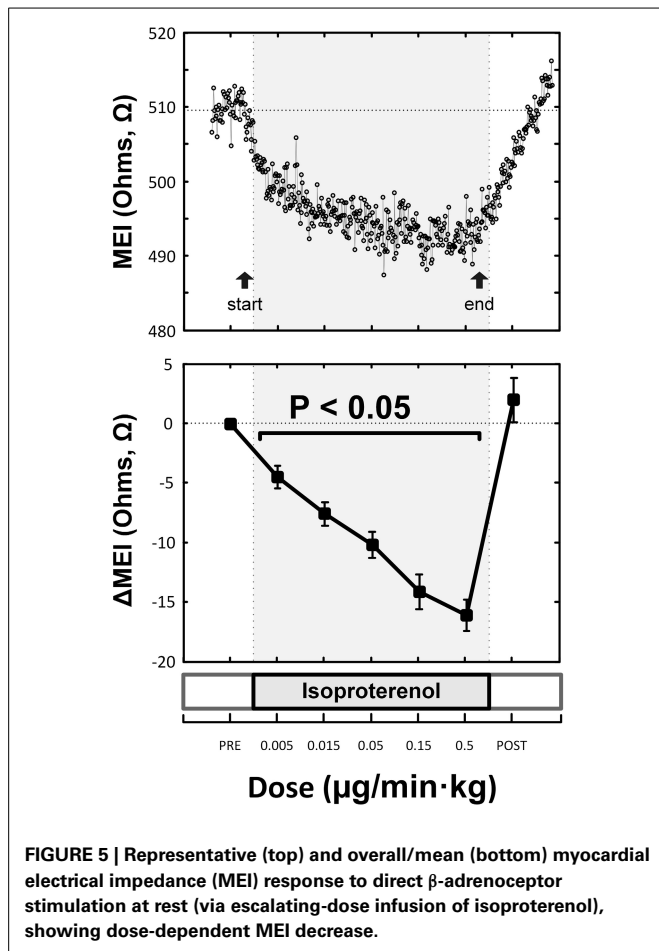 520
510
500
490
480
MEI (Ohms, Ω)
start
end
5
0
-5
-10
-15
-20
ΔMEI (Ohms, Ω)
P < 0.05
Isoproterenol
PRE 0.005 0.015 0.05 0.15 0.5 POST
Dose (µg/min·kg)
FIGURE 5 | Representative (top) and overall/mean (bottom) myocardial
electrical impedance (MEI) response to direct β-adrenoceptor
stimulation at rest (via escalating-dose infusion of isoproterenol),
showing dose-dependent MEI decrease.